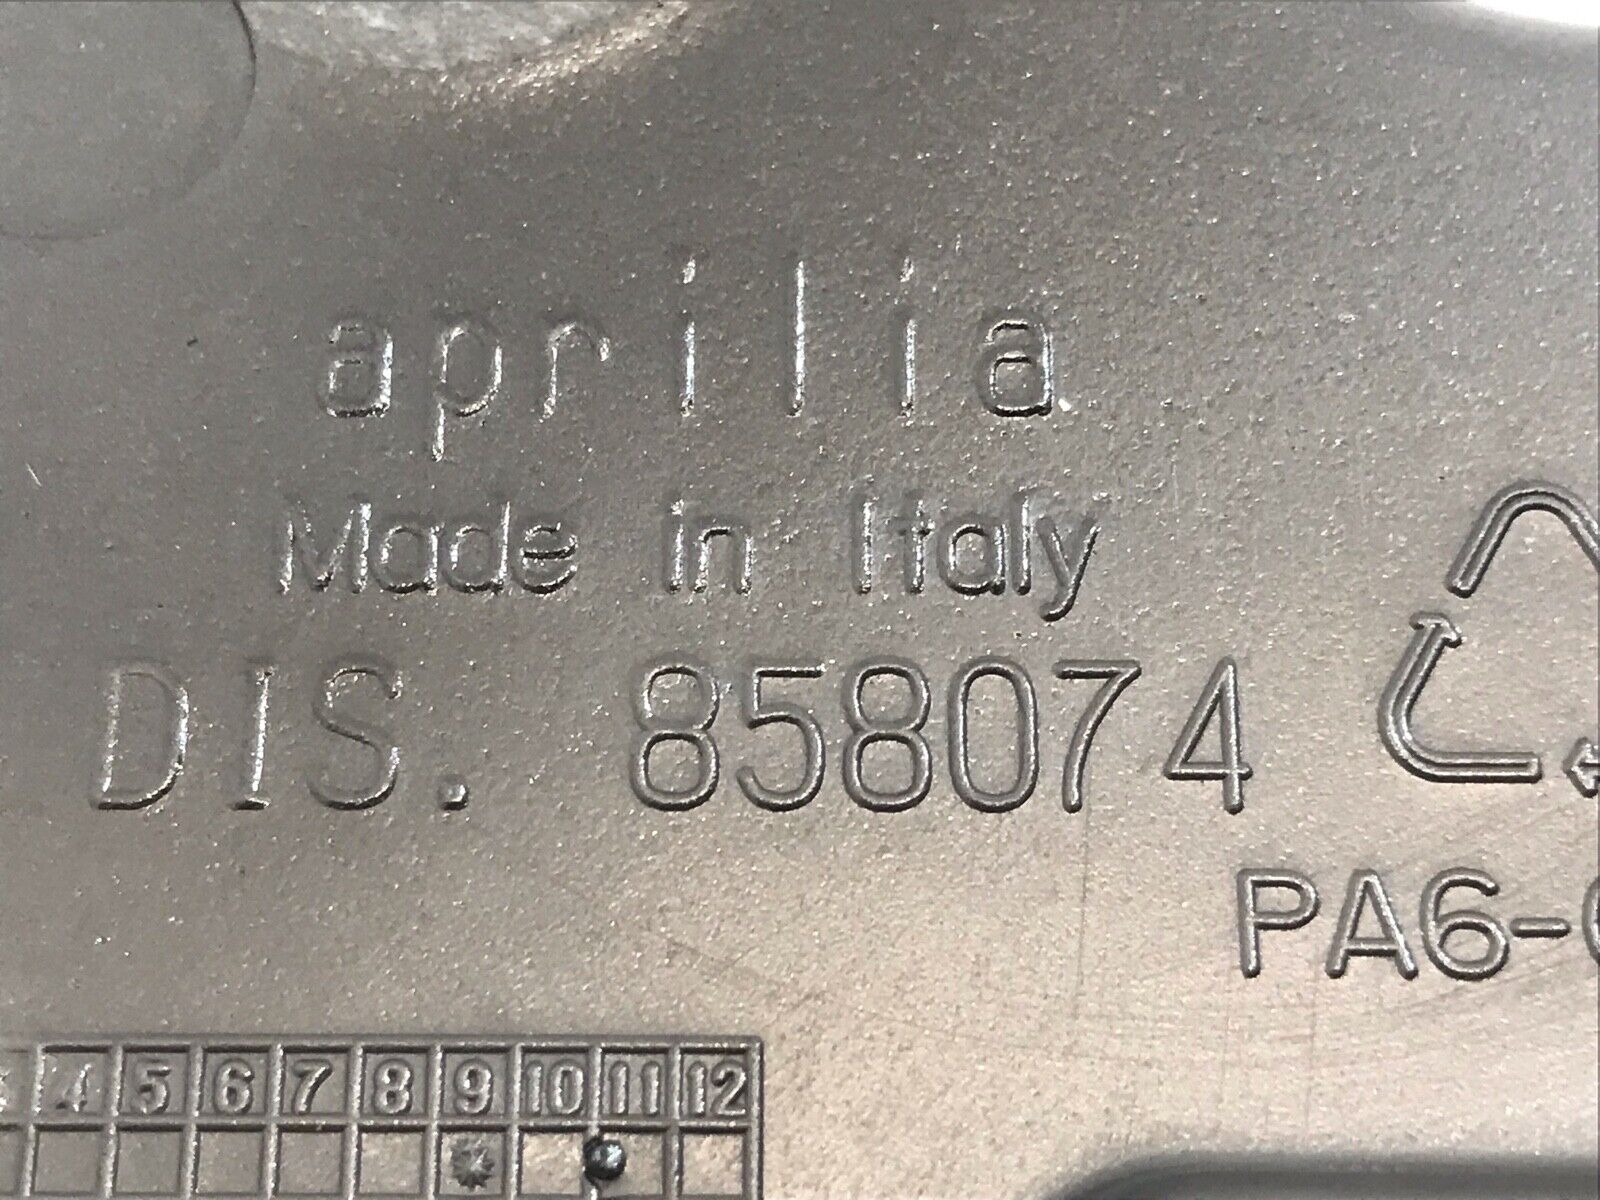 aprilia
Made in Italy
DIS. 858074
PA6-
4 5 6 7 8 9 10 11 12